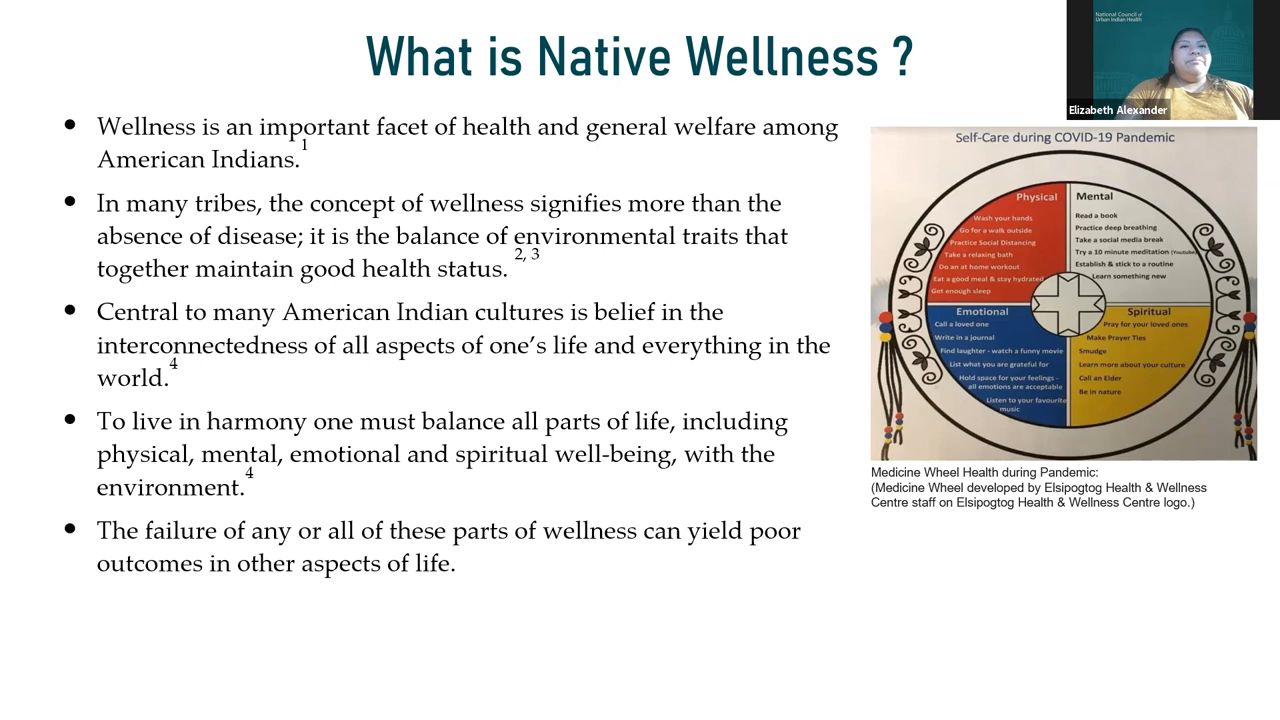 What is Native Wellness ?
National Council of
Urban Indian Health
Elizabeth Alexander
• Wellness is an important facet of health and general welfare among
American Indians.1
• In many tribes, the concept of wellness signifies more than the
absence of disease; it is the balance of environmental traits that
together maintain good health status. 2, 3
• Central to many American Indian cultures is belief in the
interconnectedness of all aspects of one's life and everything in the
world.4
• To live in harmony one must balance all parts of life, including
physical, mental, emotional and spiritual well-being, with the
environment.4
• The failure of any or all of these parts of wellness can yield poor
outcomes in other aspects of life.
Self-Care during COVID-19 Pandemic
Physical
Wash your hands
Go for a walk outside
Practice Social Distancing
Take a relaxing bath
Do an at home workout
Eat a good meal & stay hydrated
Get enough sleep
Mental
Read a book
Practice deep breathing
Take a social media break
Try a 10 minute meditation (Youtube)
Establish & stick to a routine
Learn something new
Emotional
Call a loved one
Write in a journal
Find laughter - watch a funny movie
List what you are grateful for
Hold space for your feelings -
all emotions are acceptable
Listen to your favourite
music
Spiritual
Pray for your loved ones
Make Prayer Ties
Smudge
Learn more about your culture
Call an Elder
Be in nature
Medicine Wheel Health during Pandemic:
(Medicine Wheel developed by Elsipogtog Health & Wellness
Centre staff on Elsipogtog Health & Wellness Centre logo.)